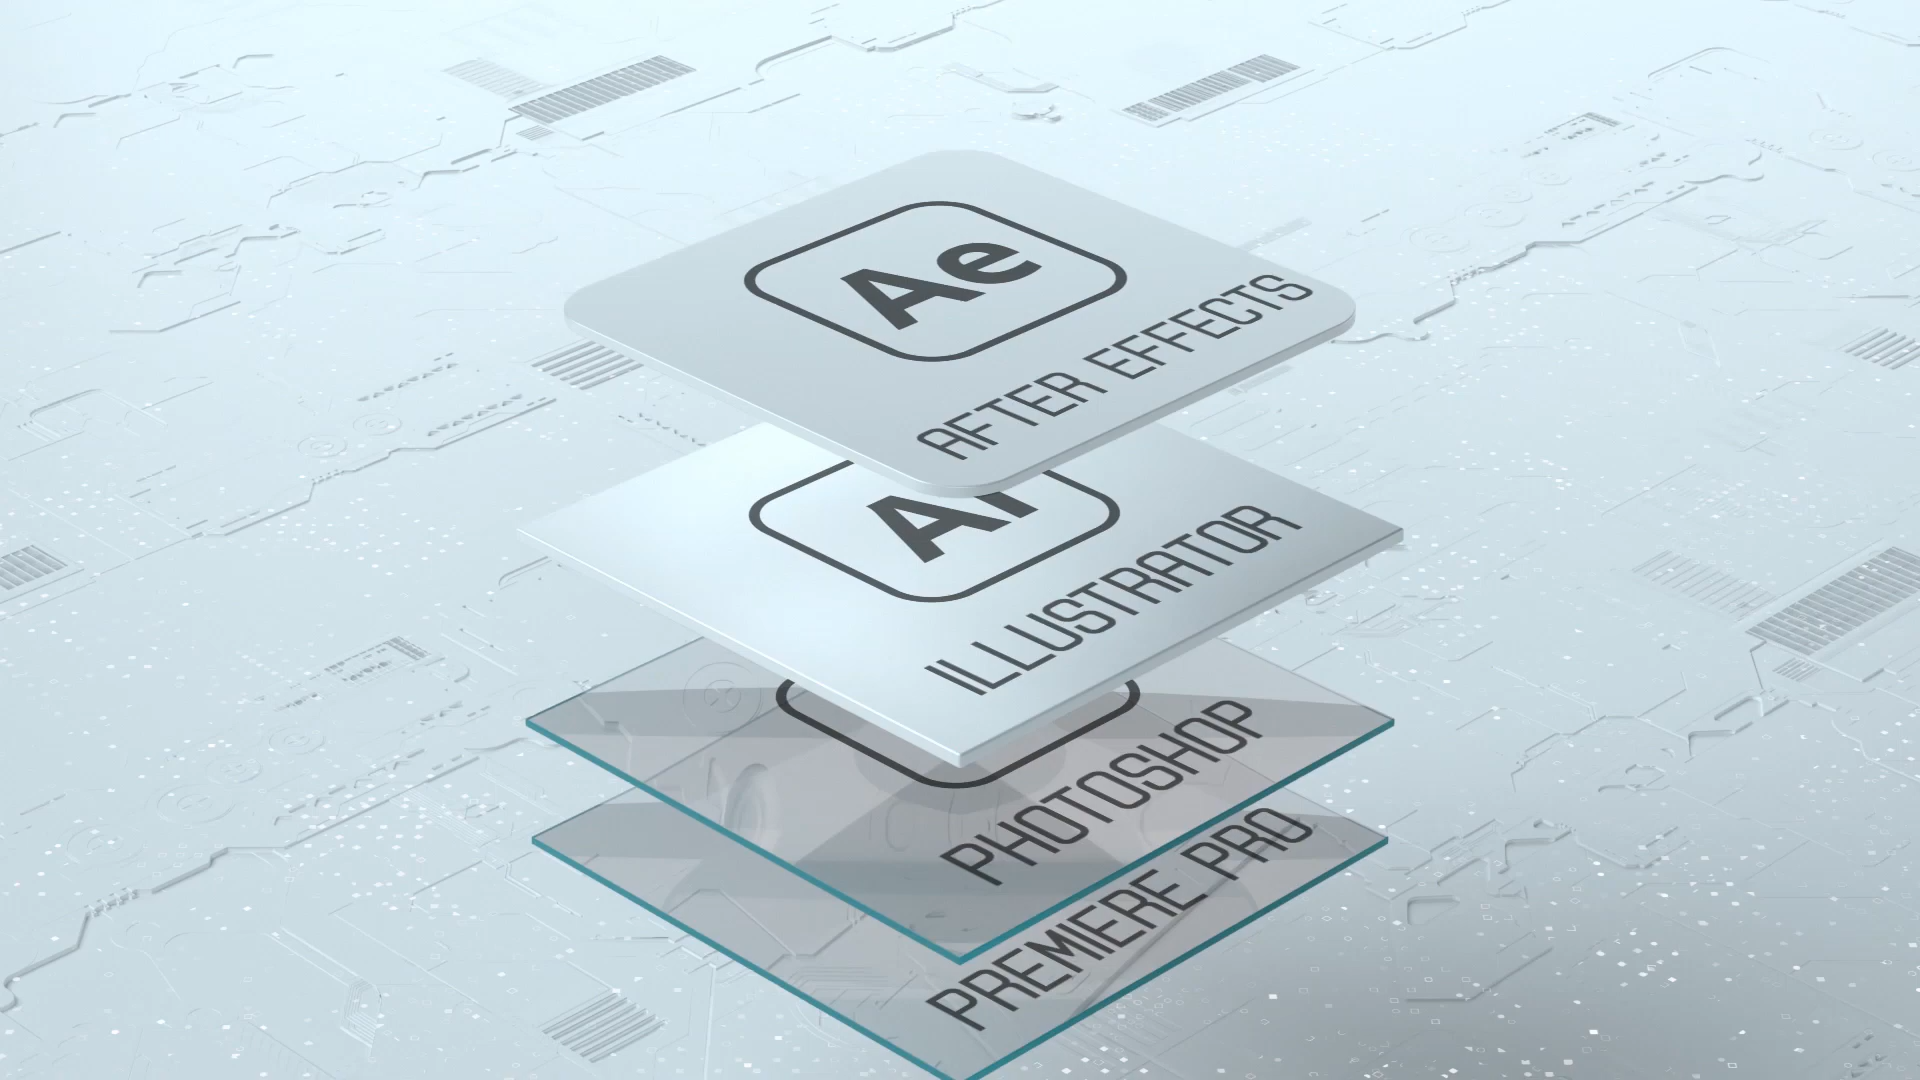 Ae
AFTER EFFECTS
Ai
ILLUSTRATOR
PHOTOSHOP
PREMIERE PRO